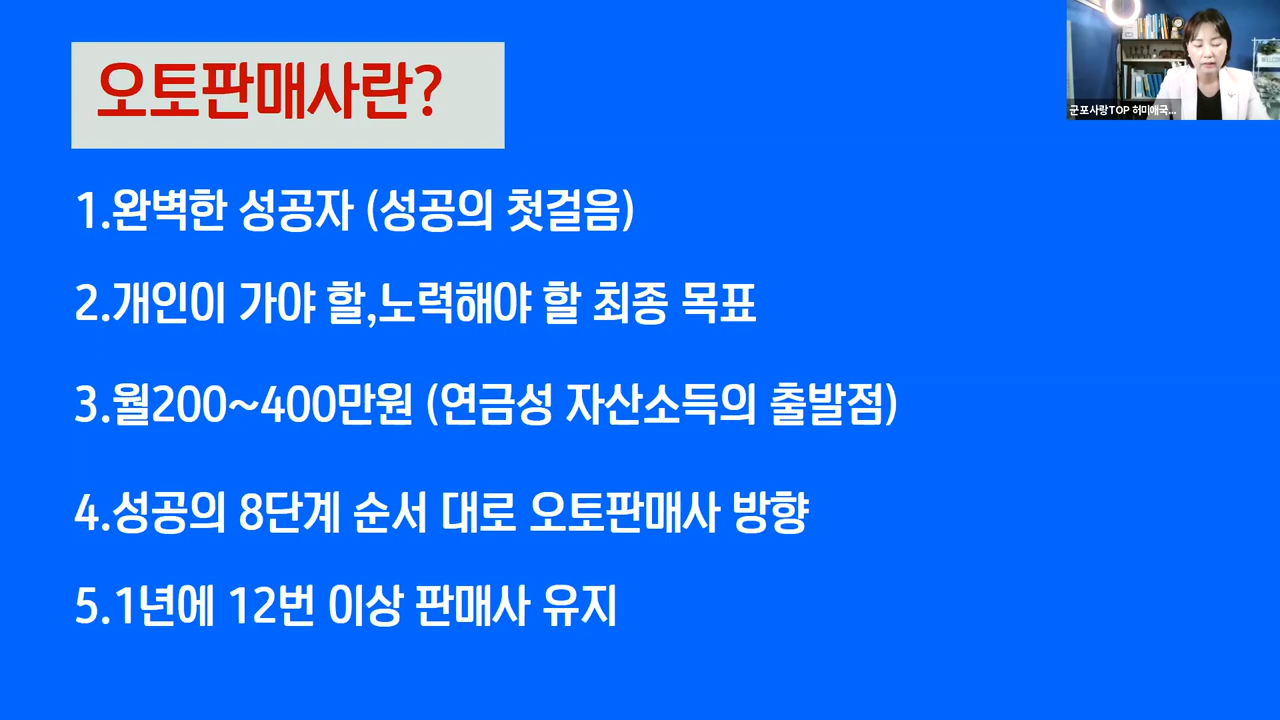 오토판매사란?
군포사랑TOP 허미애국...
1.완벽한 성공자 (성공의 첫걸음)
2.개인이 가야 할,노력해야 할 최종 목표
3.월200~400만원 (연금성 자산소득의 출발점)
4.성공의 8단계 순서 대로 오토판매사 방향
5.1년에 12번 이상 판매사 유지